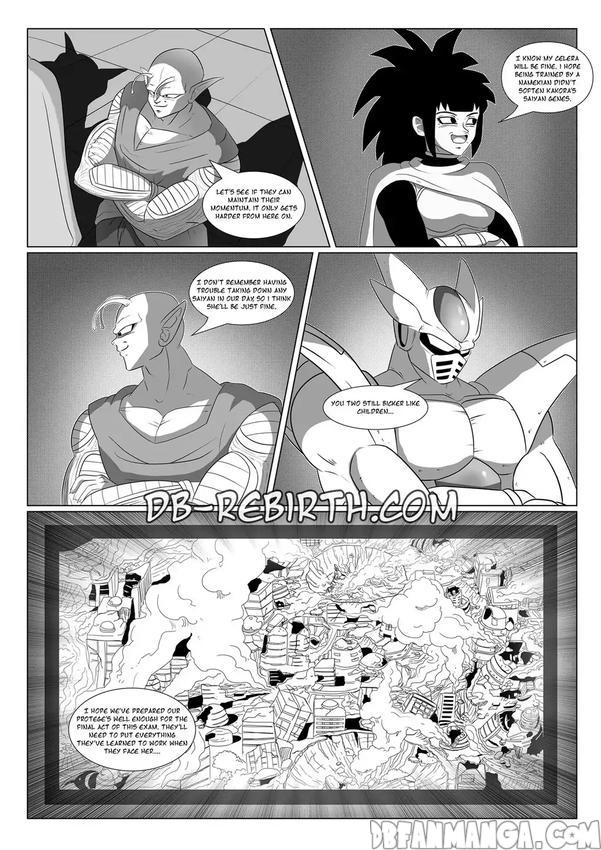 LET'S SEE IF THEY CAN
MAINTAIN THEIR
MOMENTUM. IT ONLY GETS
HARDER FROM HERE ON.
I KNOW MY CELERA
WILL BE FINE. I HOPE
BEING TRAINED BY A
NAMEKIAN DIDN'T
SOFTEN KAKORA'S
SAIYAN GENES.
I DON'T REMEMBER HAVING
TROUBLE TAKING DOWN ANY
SAIYAN IN OUR DAY, SO I THINK
SHE'LL BE JUST FINE.
YOU TWO STILL BICKER LIKE
CHILDREN...
DB-REBIRTH.COM
I HOPE WE'VE PREPARED OUR
PROTEGE'S WELL ENOUGH FOR THE
FINAL ACT OF THIS EXAM. THEY'LL
NEED TO PUT EVERYTHING
THEY'VE LEARNED TO WORK WHEN
THEY FACE HER....
DBFANMANGA.COM